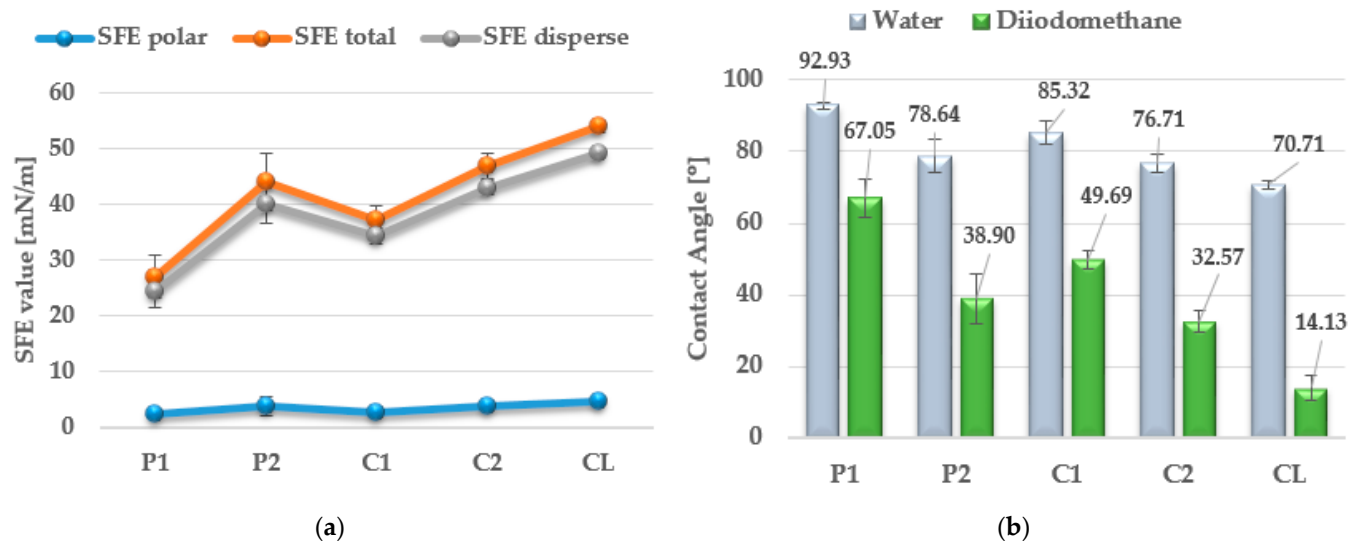 SFE polar SFE total SFE disperse
SFE value [mN/m]
60
50
40
30
20
10
0
P1 P2 C1 C2 CL
(a)
Water Diiodomethane
Contact Angle [º]
100
80
60
40
20
0
92.93
67.05
78.64
38.90
85.32
49.69
76.71
32.57
70.71
14.13
P1 P2 C1 C2 CL
(b)